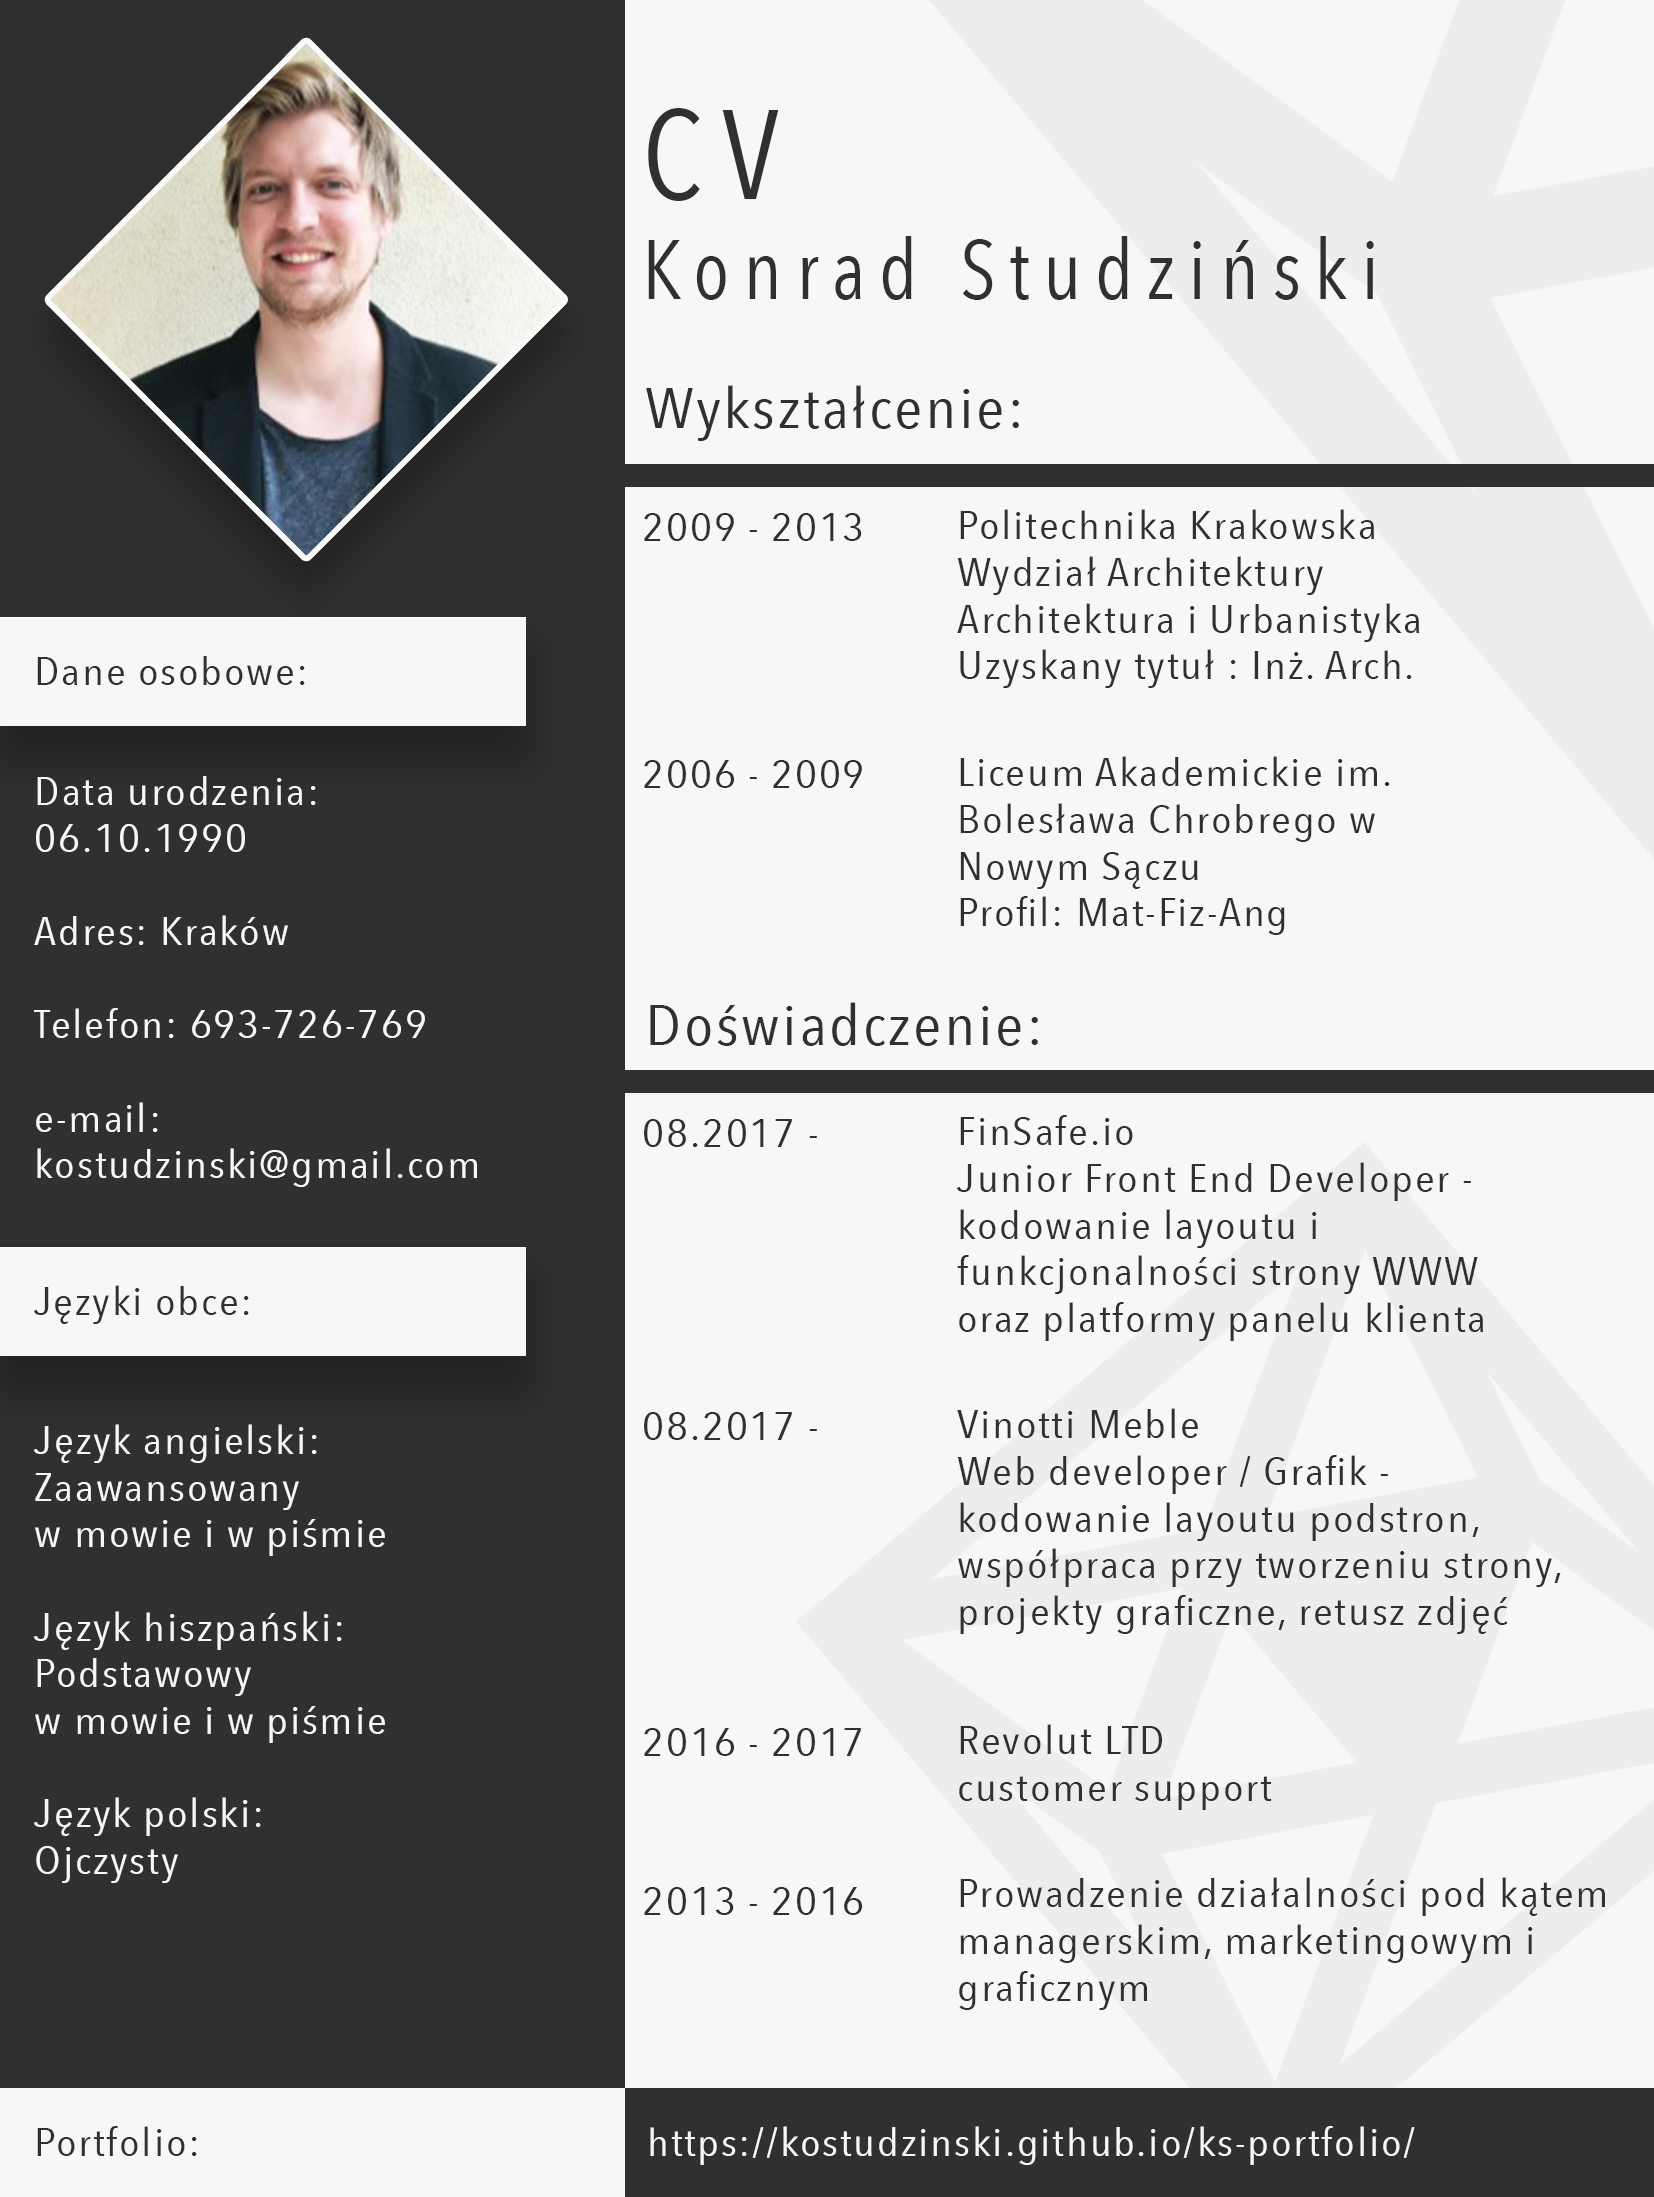 CV
Konrad Studziński
Dane osobowe:
Data urodzenia:
06.10.1990
Adres: Kraków
Telefon: 693-726-769
e-mail:
kostudzinski@gmail.com
Języki obce:
Język angielski:
Zaawansowany
w mowie i w piśmie
Język hiszpański:
Podstawowy
w mowie i w piśmie
Język polski:
Ojczysty
Wykształcenie:
2009 - 2013
Politechnika Krakowska
Wydział Architektury
Architektura i Urbanistyka
Uzyskany tytuł : Inż. Arch.
2006 - 2009
Liceum Akademickie im.
Bolesława Chrobrego w
Nowym Sączu
Profil: Mat-Fiz-Ang
Doświadczenie:
08.2017 -
FinSafe.io
Junior Front End Developer -
kodowanie layoutu i
funkcjonalności strony WWW
oraz platformy panelu klienta
08.2017 -
Vinotti Meble
Web developer / Grafik -
kodowanie layoutu podstron,
współpraca przy tworzeniu strony,
projekty graficzne, retusz zdjęć
2016 - 2017
Revolut LTD
customer support
2013 - 2016
Prowadzenie działalności pod kątem
managerskim, marketingowym i
graficznym
Portfolio:
https://kostudzinski.github.io/ks-portfolio/